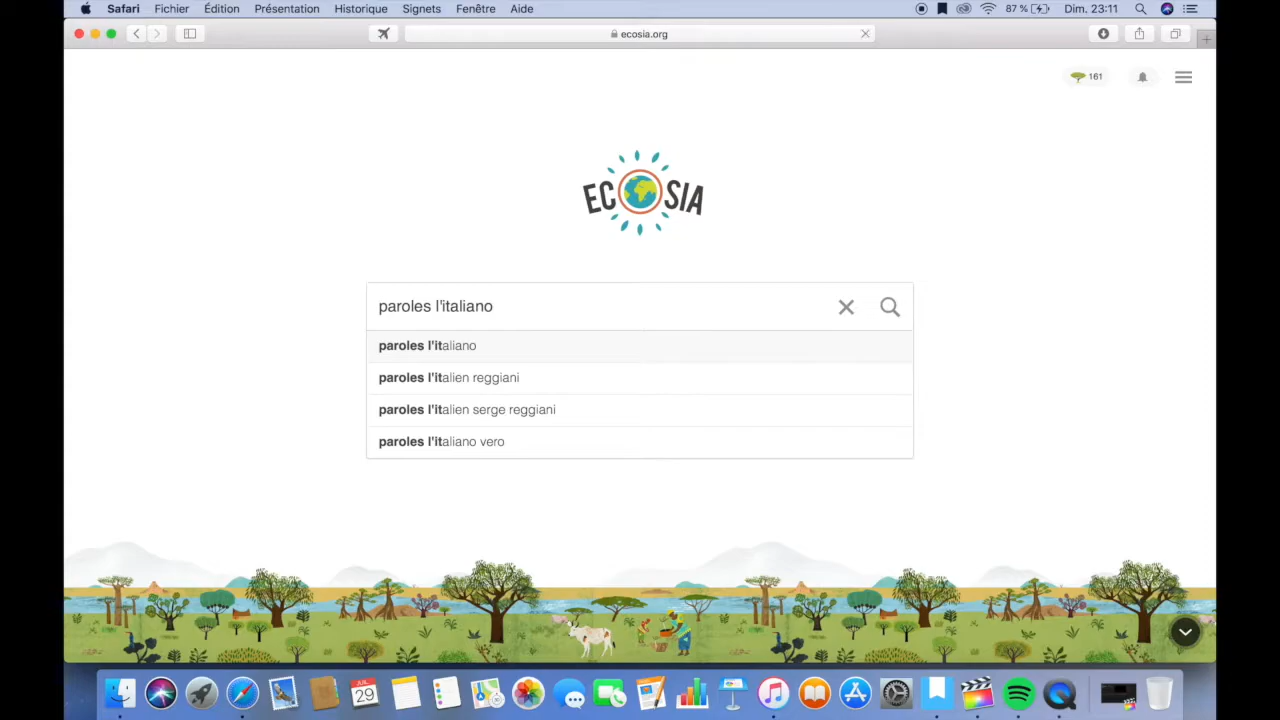 Safari Fichier Édition Présentation Historique Signets Fenêtre Aide 87 % Dim. 23:11
ecosia.org
161
ECOSIA
paroles l'italiano
paroles l'italiano
paroles l'italien reggiani
paroles l'italien serge reggiani
paroles l'italiano vero
JUIL
29